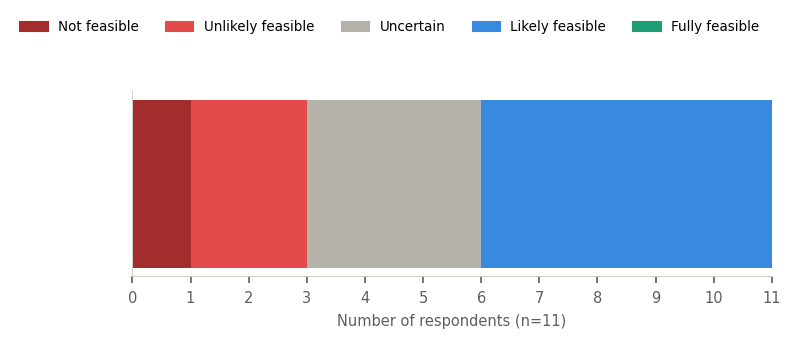 Not feasible Unlikely feasible Uncertain Likely feasible Fully feasible
0 1 2 3 4 5 6 7 8 9 10 11
Number of respondents (n=11)